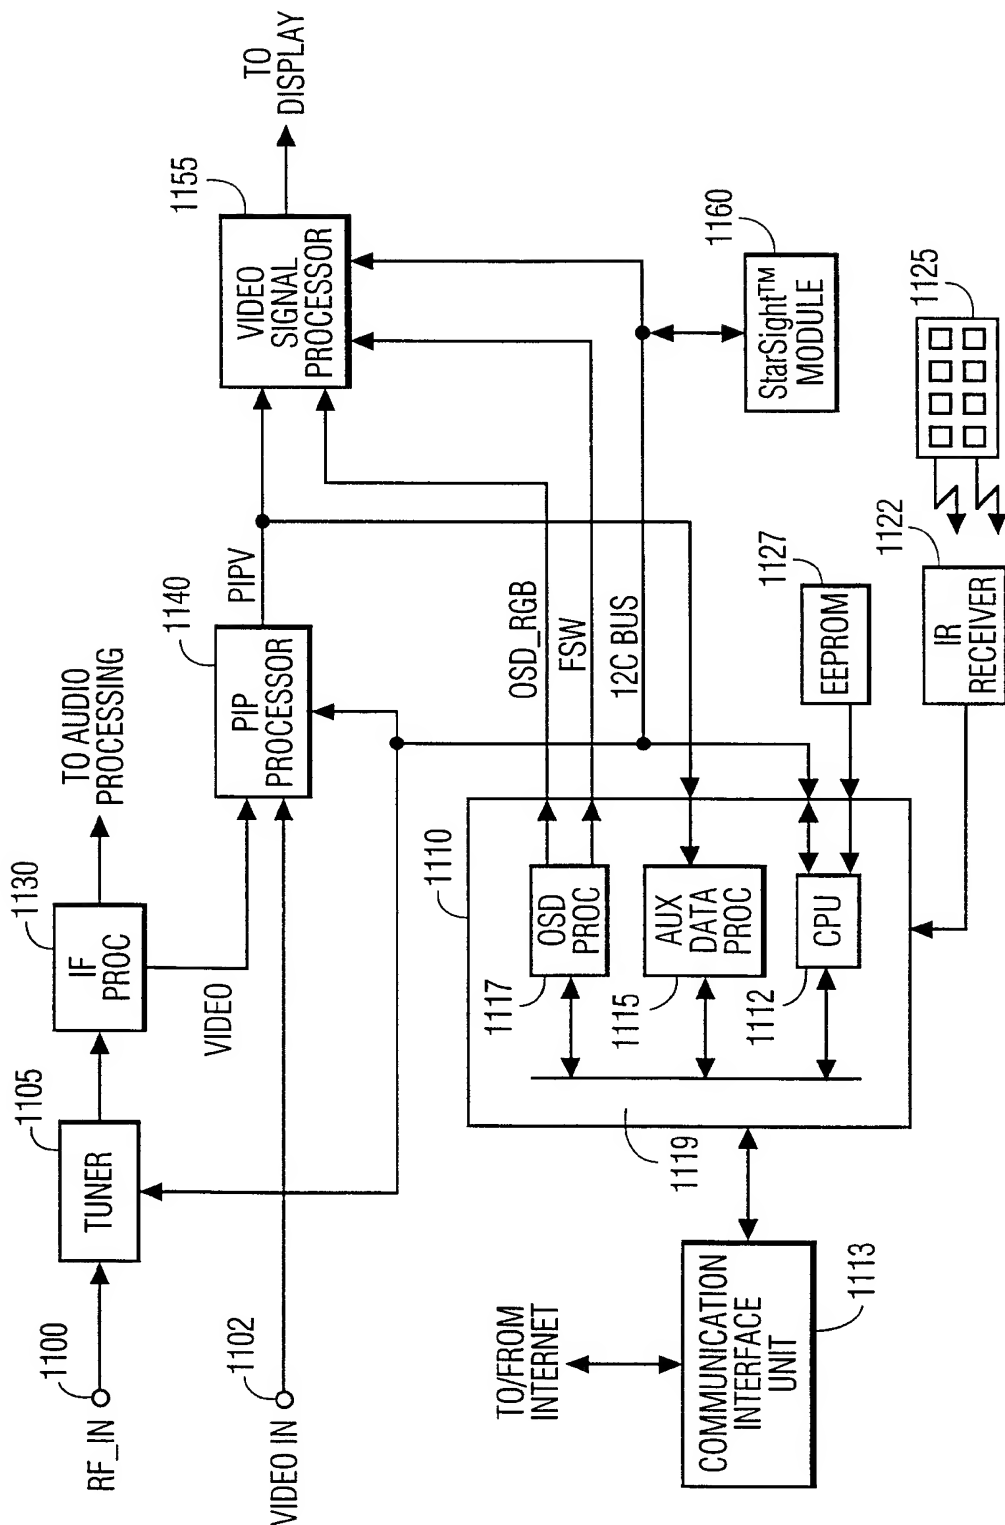 RF_IN
1100
TUNER
1105
IF
PROC
1130
TO AUDIO
PROCESSING
VIDEO
VIDEO IN
1102
PIP
PROCESSOR
1140
PIPV
VIDEO
SIGNAL
PROCESSOR
1155
TO
DISPLAY
OSD_RGB
FSW
12C BUS
1110
OSD
PROC
1117
AUX
DATA
PROC
1115
CPU
1112
1119
EEPROM
1127
StarSight™
MODULE
1160
IR
RECEIVER
1122
1125
TO/FROM
INTERNET
COMMUNICATION
INTERFACE
UNIT
1113